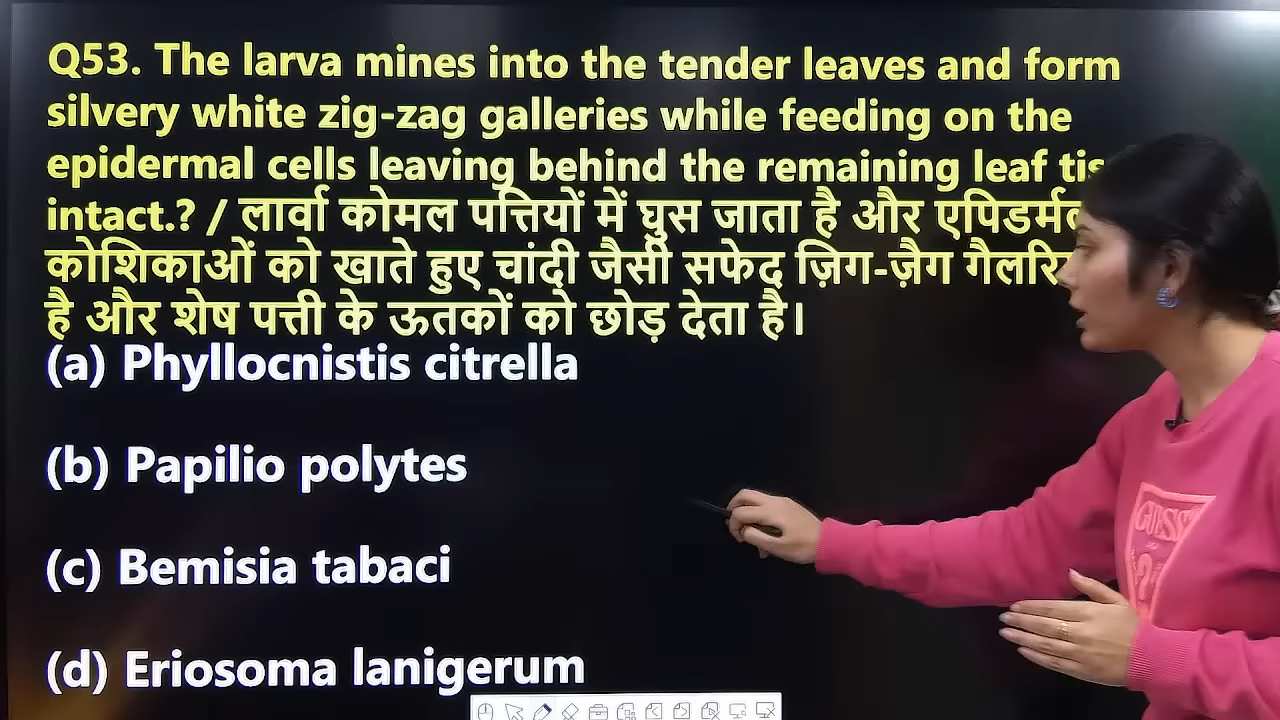 Q53. The larva mines into the tender leaves and form
silvery white zig-zag galleries while feeding on the
epidermal cells leaving behind the remaining leaf
intact.? / लार्वा कोमल पत्तियों में घुस जाता है और
कोशिकाओं को खाते हुए चांदी जैसी सफेद ज़िग-ज़ैग
है और शेष पत्ती के ऊतकों को छोड़ देता है।
(a) Phyllocnistis citrella
(b) Papilio polytes
(c) Bemisia tabaci
(d) Eriosoma lanigerum
GUESS
?